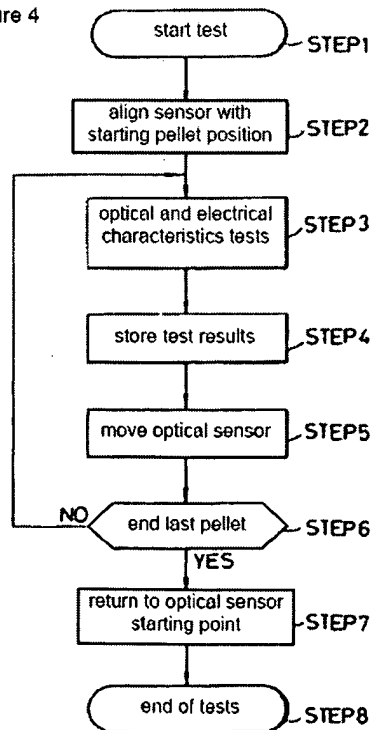 ure 4
start test
STEP1
align sensor with
starting pellet position
STEP2
optical and electrical
characteristics tests
STEP3
store test results
STEP4
move optical sensor
STEP5
NO
end last pellet
STEP6
YES
return to optical sensor
starting point
STEP7
end of tests
STEP8